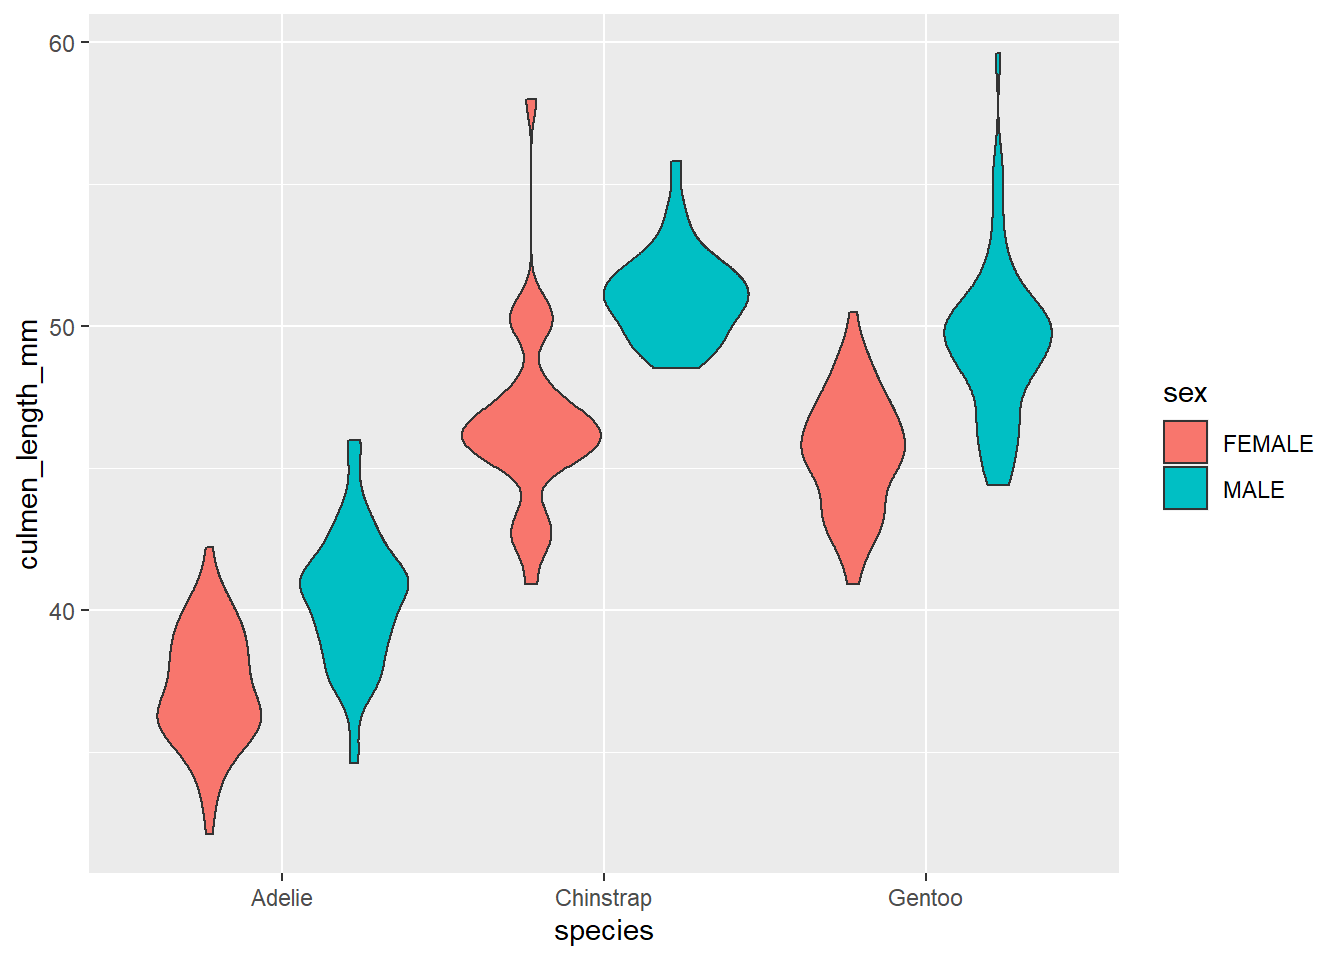 60
50
40
culmen_length_mm
Adelie
Chinstrap
Gentoo
species
sex
FEMALE
MALE